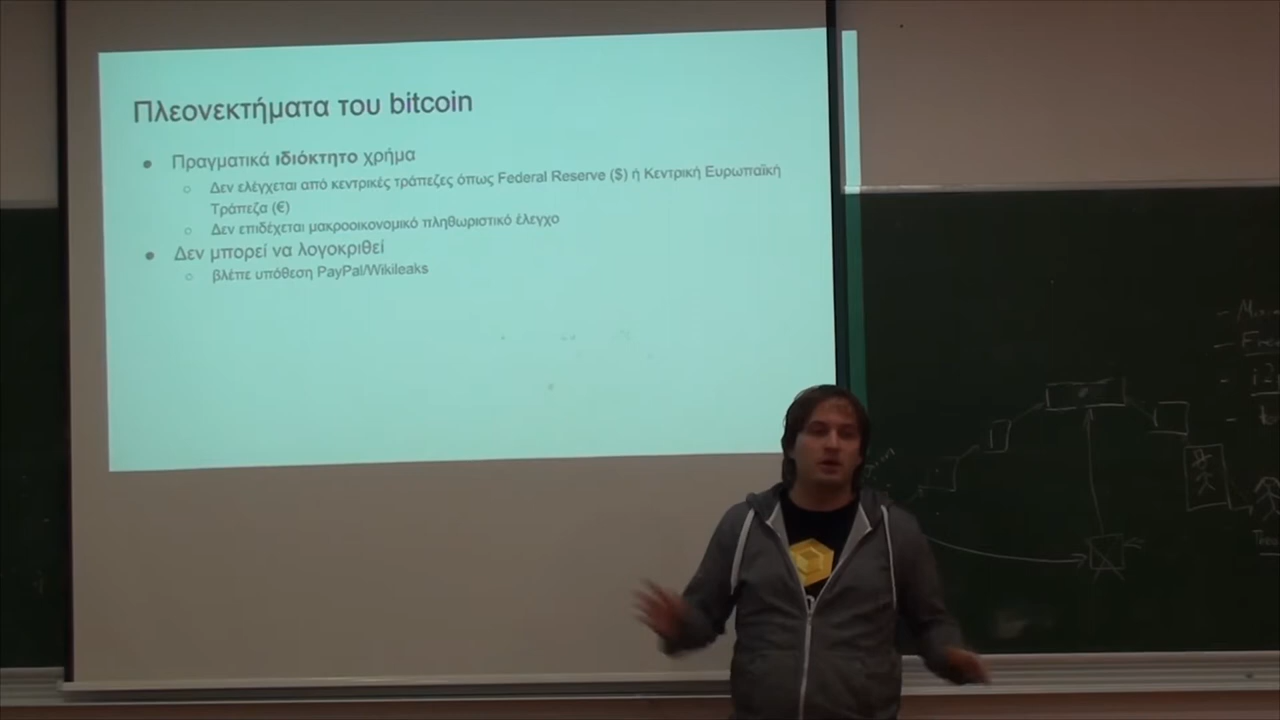 Πλεονεκτήματα του bitcoin
Πραγματικά ιδιόκτητο χρήμα
Δεν ελέγχεται από κεντρικές τράπεζες όπως Federal Reserve ($) ή Κεντρική Ευρωπαϊκή
Τράπεζα (€)
Δεν επιδέχεται μακροοικονομικό πληθωριστικό έλεγχο
Δεν μπορεί να λογοκριθεί
βλέπε υπόθεση PayPal/Wikileaks